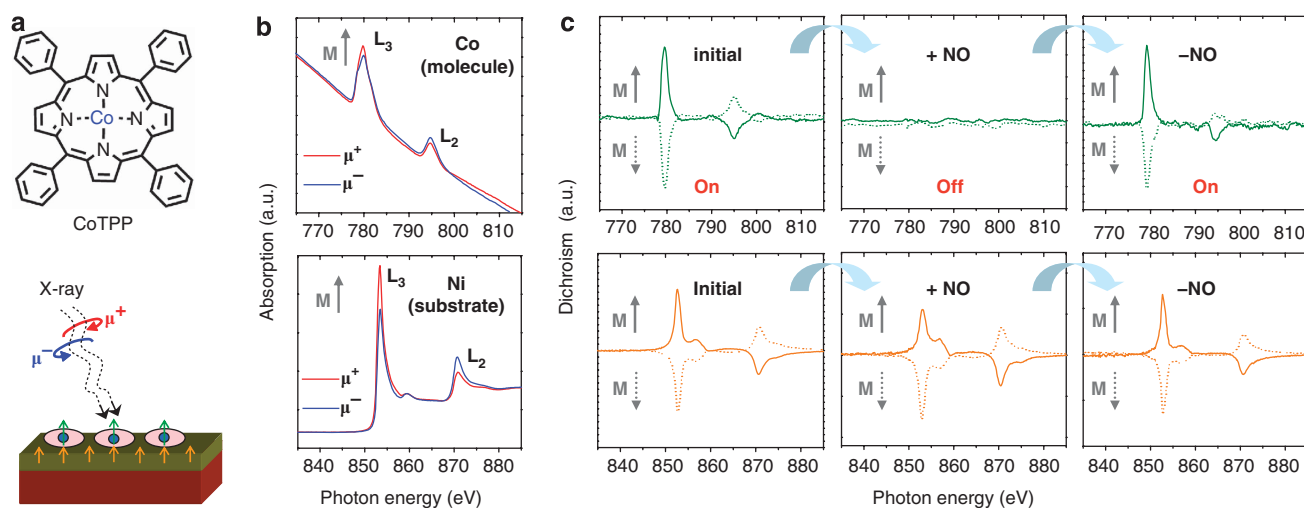 a
N
N
Co
N
N
CoTPP
X-ray
μ+
μ−
b
Absorption (a.u.)
M
L3
Co
(molecule)
L2
μ+
μ−
770 780 790 800 810
M
L3
Ni
(substrate)
L2
μ+
μ−
840 850 860 870 880
Photon energy (eV)
c
Dichroism (a.u.)
initial
M
M
On
770 780 790 800 810
+ NO
M
M
Off
770 780 790 800 810
−NO
M
M
On
770 780 790 800 810
Initial
M
M
840 850 860 870 880
+ NO
M
M
840 850 860 870 880
−NO
M
M
840 850 860 870 880
Photon energy (eV)